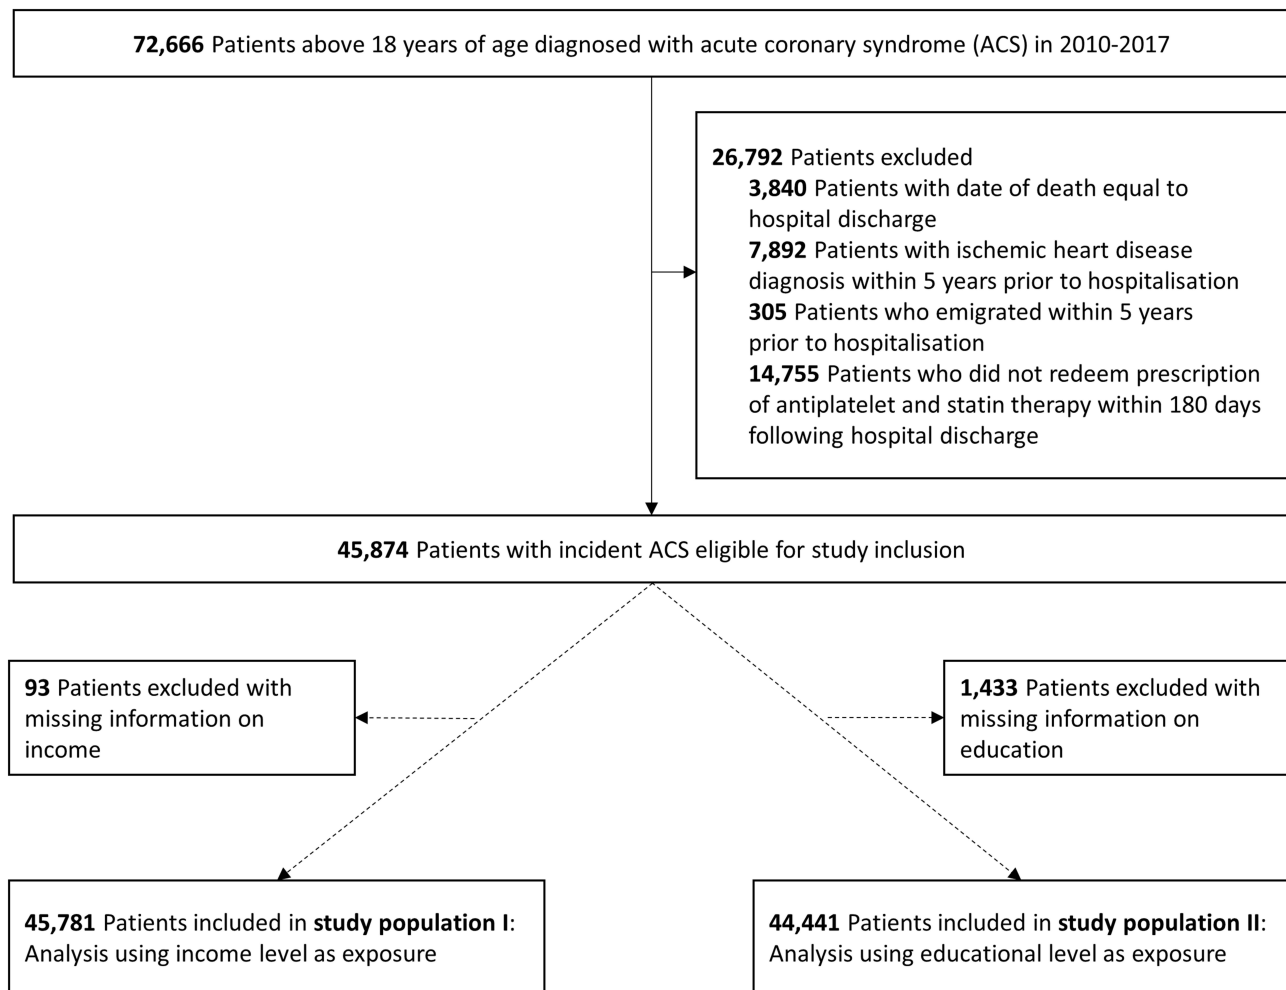 72,666 Patients above 18 years of age diagnosed with acute coronary syndrome (ACS) in 2010-2017
26,792 Patients excluded
3,840 Patients with date of death equal to
hospital discharge
7,892 Patients with ischemic heart disease
diagnosis within 5 years prior to hospitalisation
305 Patients who emigrated within 5 years
prior to hospitalisation
14,755 Patients who did not redeem prescription
of antiplatelet and statin therapy within 180 days
following hospital discharge
45,874 Patients with incident ACS eligible for study inclusion
93 Patients excluded with
missing information on
income
1,433 Patients excluded with
missing information on
education
45,781 Patients included in study population I:
Analysis using income level as exposure
44,441 Patients included in study population II:
Analysis using educational level as exposure